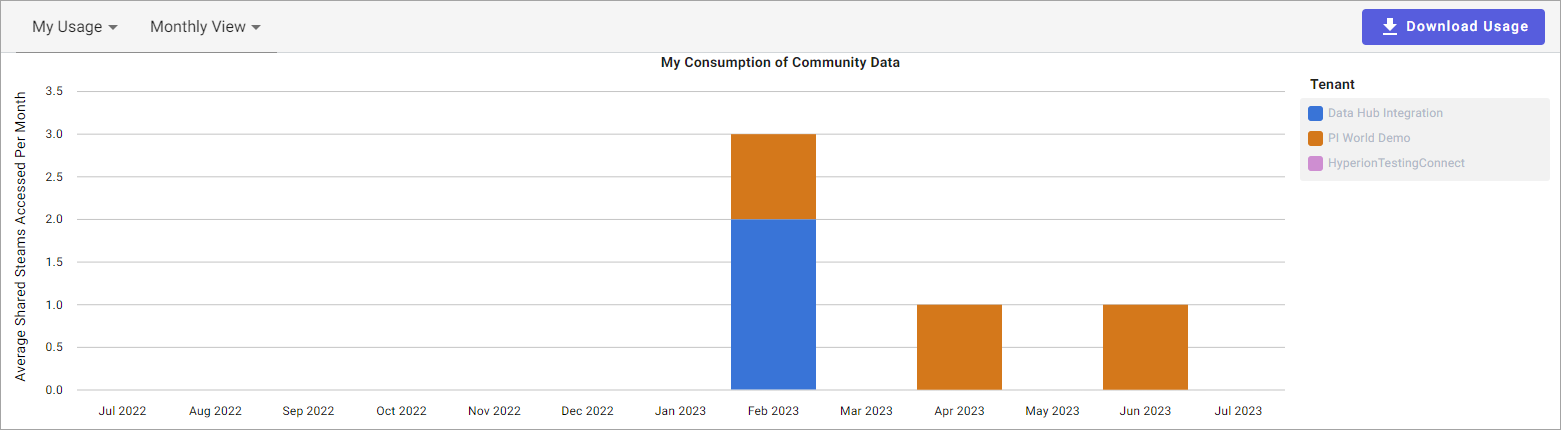 My Usage Monthly View Download Usage
My Consumption of Community Data
Average Shared Steams Accessed Per Month
3.5
3.0
2.5
2.0
1.5
1.0
0.5
0.0
Jul 2022 Aug 2022 Sep 2022 Oct 2022 Nov 2022 Dec 2022 Jan 2023 Feb 2023 Mar 2023 Apr 2023 May 2023 Jun 2023 Jul 2023
Tenant
Data Hub Integration
PI World Demo
HyperionTestingConnect